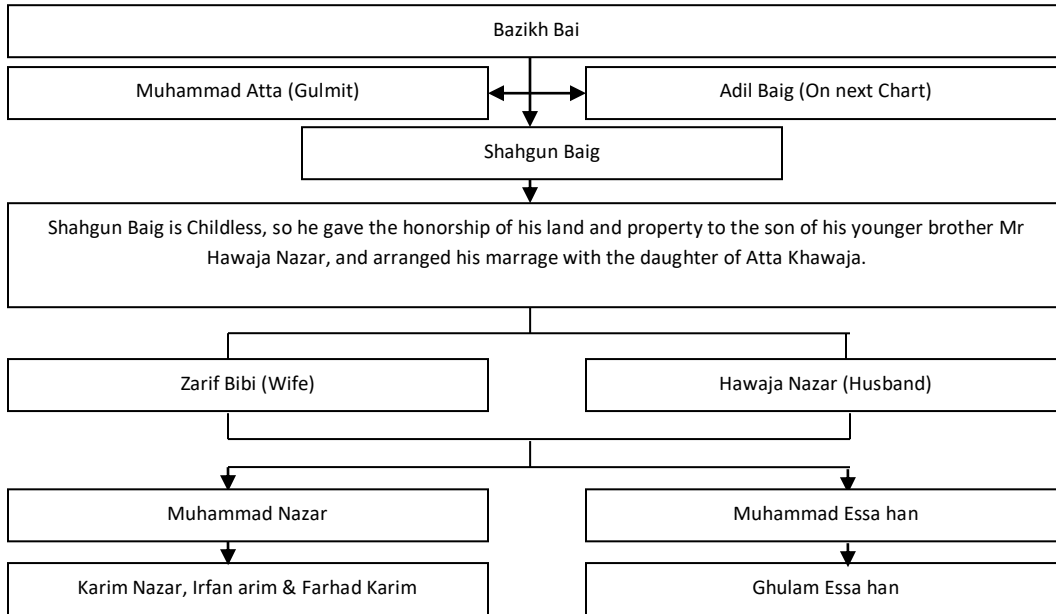 Bazikh Bai
Muhammad Atta (Gulmit)
Adil Baig (On next Chart)
Shahgun Baig
Shahgun Baig is Childless, so he gave the honorship of his land and property to the son of his younger brother Mr
Hawaja Nazar, and arranged his marrage with the daughter of Atta Khawaja.
Zarif Bibi (Wife)
Hawaja Nazar (Husband)
Muhammad Nazar
Muhammad Essa han
Karim Nazar, Irfan arim & Farhad Karim
Ghulam Essa han